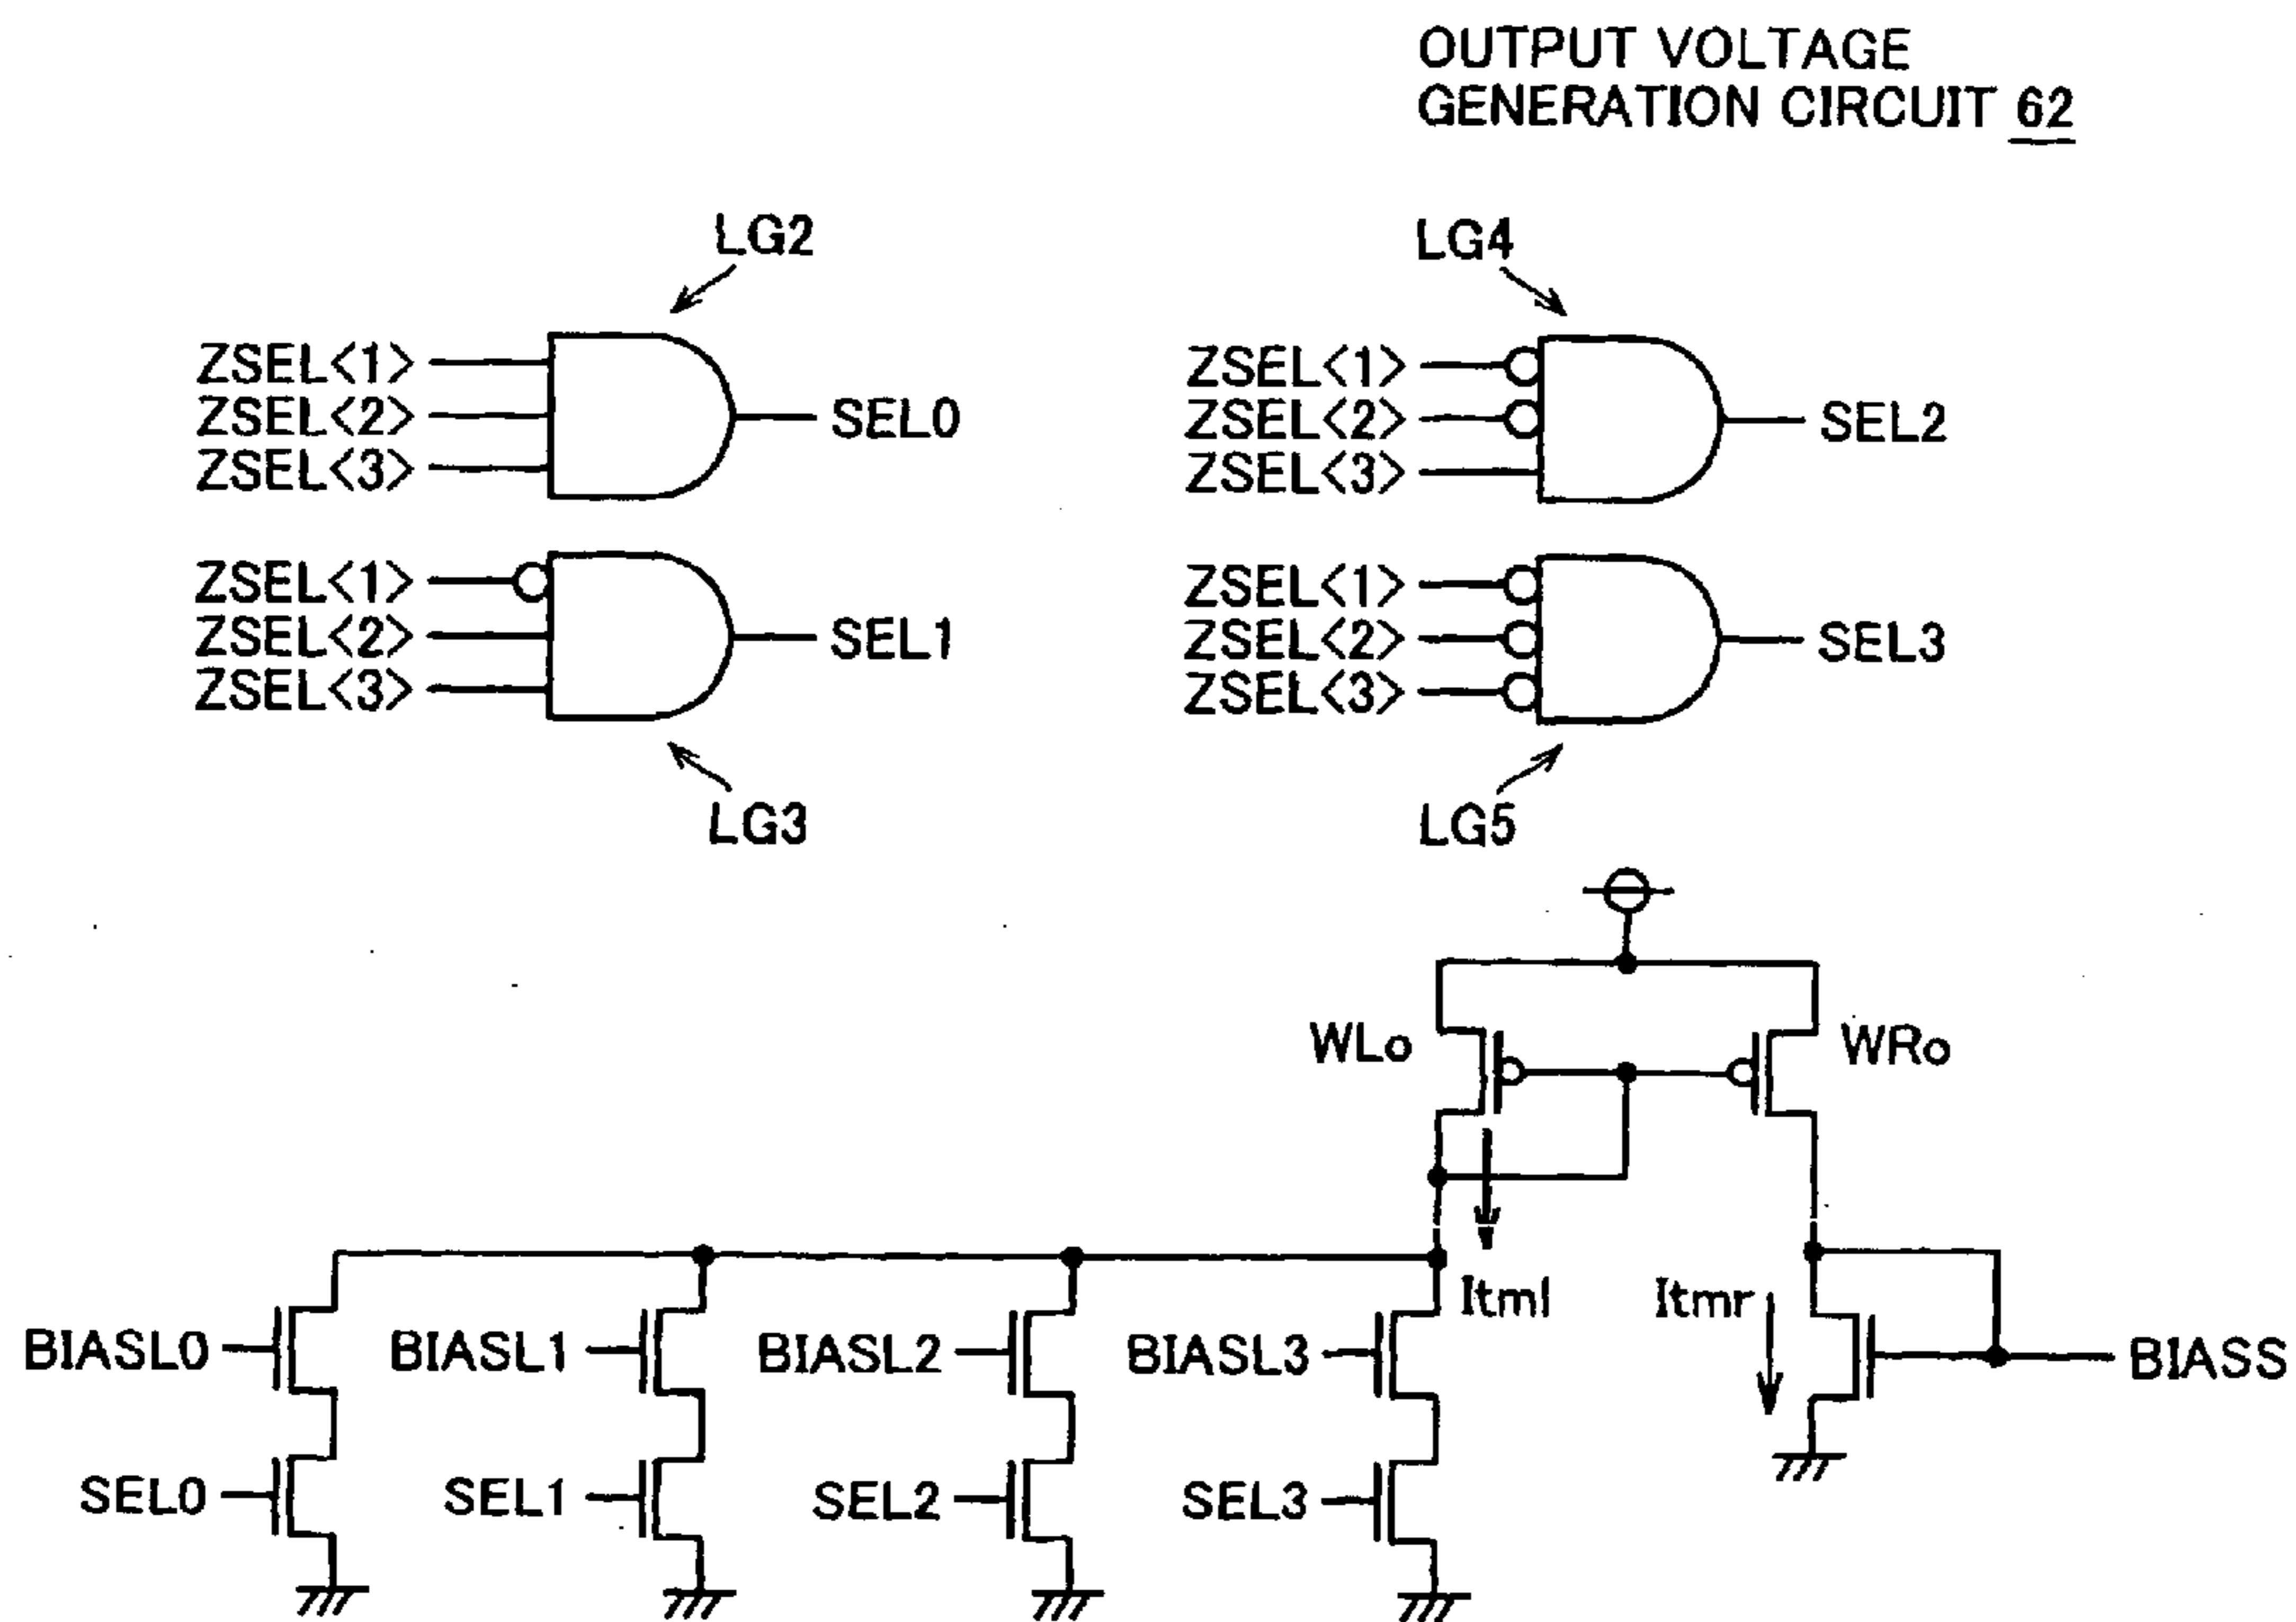 OUTPUT VOLTAGE
GENERATION CIRCUIT 62
LG2
ZSEL<1>
ZSEL<2>
ZSEL<3>
SEL0
LG4
ZSEL<1>
ZSEL<2>
ZSEL<3>
SEL2
ZSEL<1>
ZSEL<2>
ZSEL<3>
SEL1
LG3
ZSEL<1>
ZSEL<2>
ZSEL<3>
SEL3
LG5
WLo
WRo
Itml
Itmr
BIASL0
BIASL1
BIASL2
BIASL3
BIASS
SEL0
SEL1
SEL2
SEL3